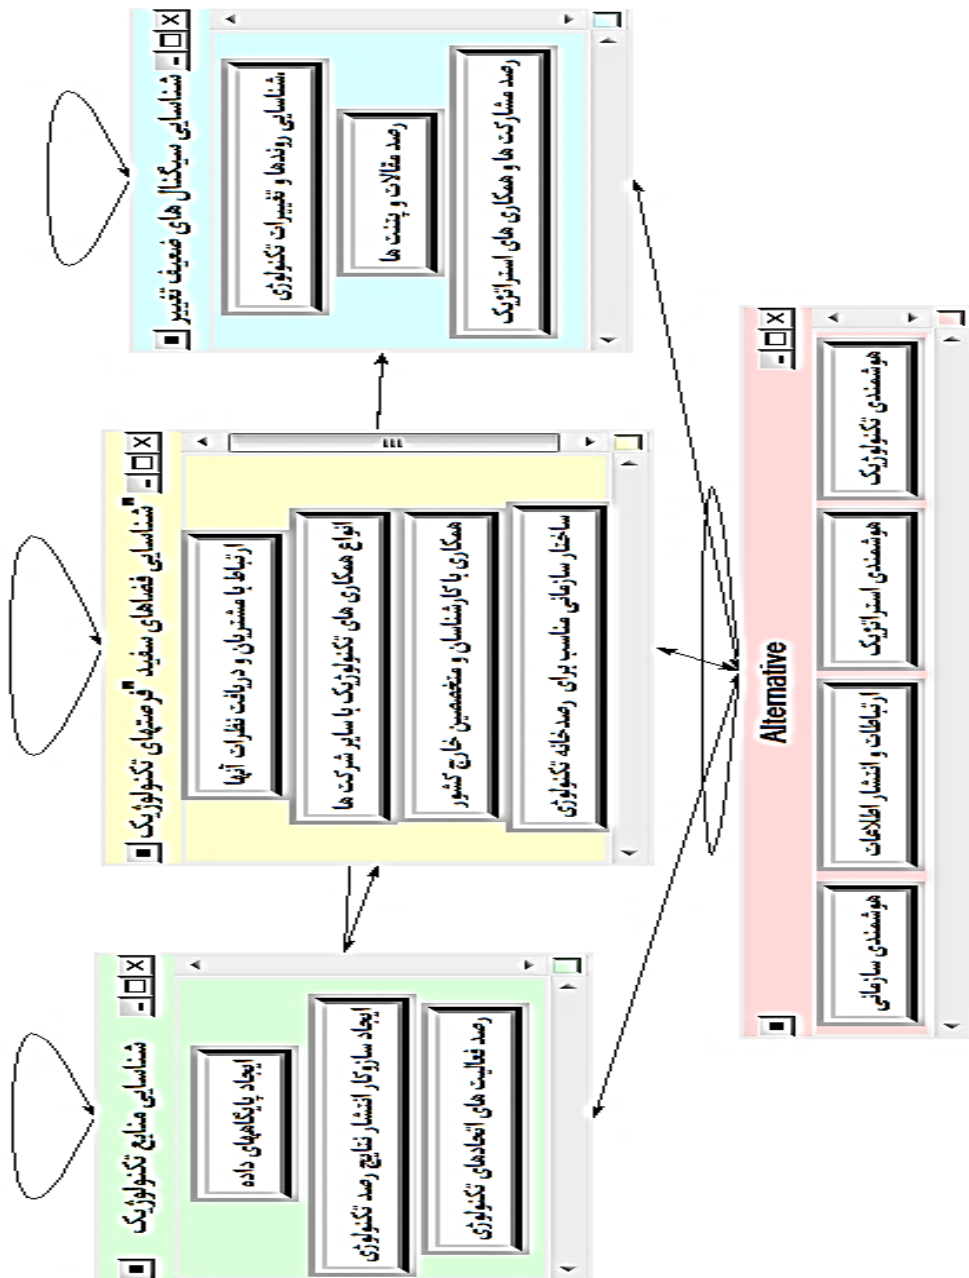 شناسایی سیگنال های ضعیف تغییر
شناسایی روندها و تغییرات تکنولوژی
رصد مقالات و پتنت ها
رصد مشارکت ها و همکاری های استراتژیک
شناسایی فضاهای سفید "فرصتهای تکنولوژیک"
ارتباط با مشتریان و دریافت نظرات آنها
انواع همکاری های تکنولوژیک با سایر شرکت ها
همکاری با کارشناسان و متخصصین خارج کشور
ساختار سازمانی مناسب برای رصدخانه تکنولوژی
شناسایی منابع تکنولوژیک
ایجاد پایگاههای داده
ایجاد سازوکار انتشار نتایج رصد تکنولوژی
رصد فعالیت های اتحادهای تکنولوژی
Alternative
هوشمندی تکنولوژیک
هوشمندی استراتژیک
ارتباطات و انتشار اطلاعات
هوشمندی سازمانی